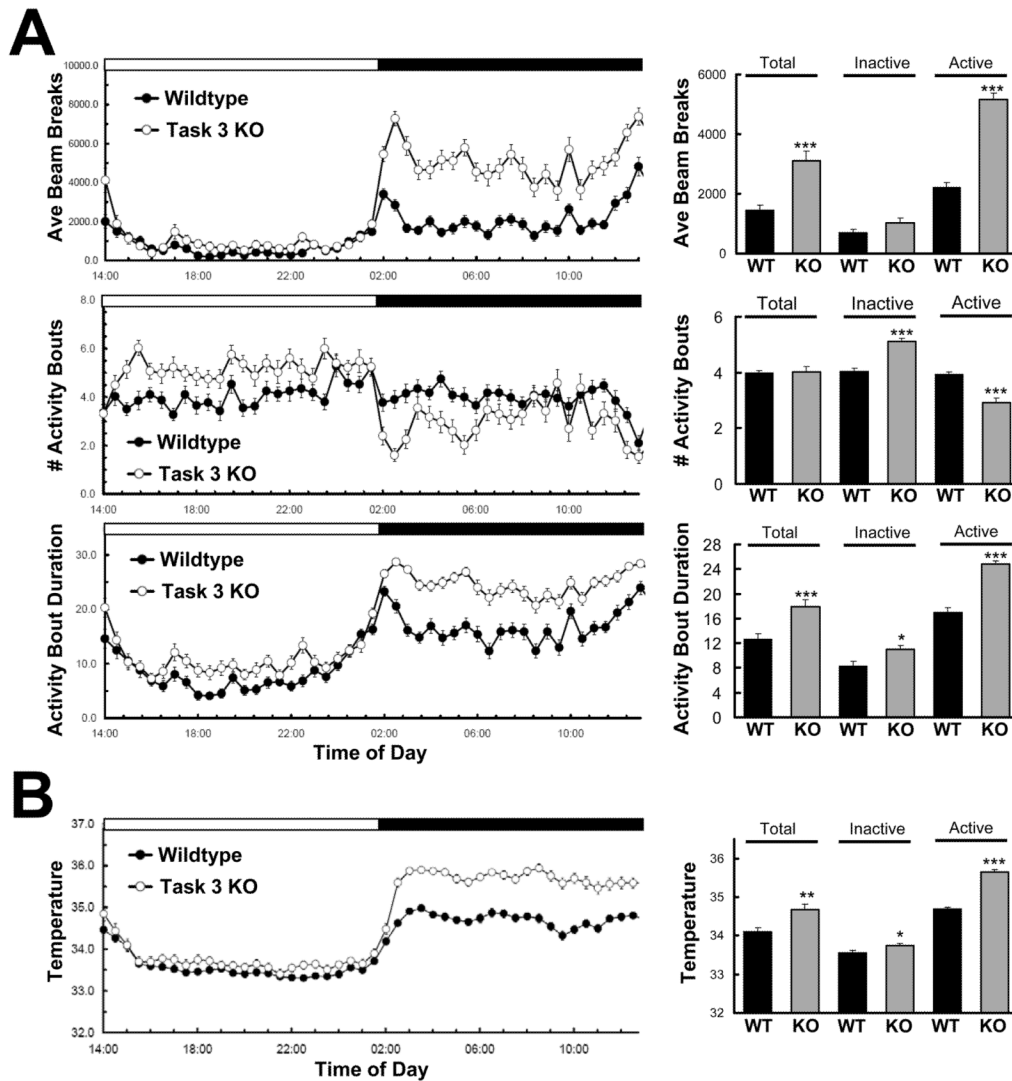 A
Ave Beam Breaks
10000.0
8000.0
6000.0
4000.0
2000.0
0.0
Wildtype
Task 3 KO
14:00
18:00
22:00
02:00
06:00
10:00
Ave Beam Breaks
6000
4000
2000
0
Total
Inactive
Active
***
***
WT KO WT KO WT KO
# Activity Bouts
8.0
6.0
4.0
2.0
0.0
Wildtype
Task 3 KO
14:00
18:00
22:00
02:00
06:00
10:00
# Activity Bouts
6
4
2
0
Total
Inactive
Active
***
***
WT KO WT KO WT KO
Activity Bout Duration
30.0
20.0
10.0
0.0
Wildtype
Task 3 KO
14:00
18:00
22:00
02:00
06:00
10:00
Time of Day
Activity Bout Duration
28
24
20
16
12
8
4
0
Total
Inactive
Active
***
*
***
WT KO WT KO WT KO
B
Temperature
37.0
36.0
35.0
34.0
33.0
32.0
Wildtype
Task 3 KO
14:00
18:00
22:00
02:00
06:00
10:00
Time of Day
Temperature
36
35
34
33
32
Total
Inactive
Active
**
*
***
WT KO WT KO WT KO